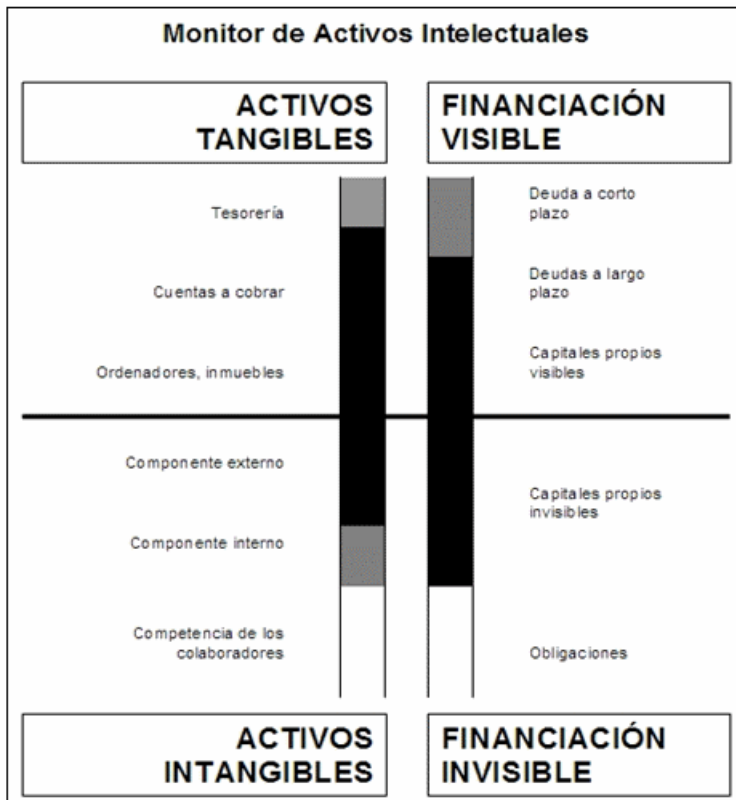 Monitor de Activos Intelectuales
ACTIVOS
TANGIBLES
FINANCIACIÓN
VISIBLE
Tesorería
Cuentas a cobrar
Ordenadores, inmuebles
Deuda a corto
plazo
Deudas a largo
plazo
Capitales propios
visibles
Componente externo
Componente interno
Competencia de los
colaboradores
Capitales propios
invisibles
Obligaciones
ACTIVOS
INTANGIBLES
FINANCIACIÓN
INVISIBLE